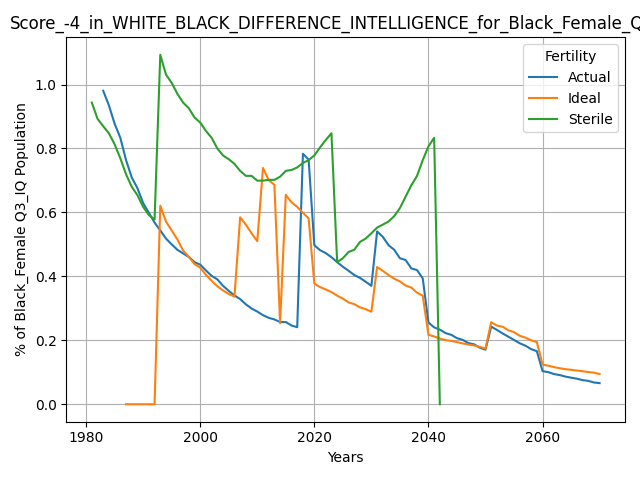 Score_-4_in_WHITE_BLACK_DIFFERENCE_INTELLIGENCE_for_Black_Female_Q
Fertility
Actual
Ideal
Sterile
% of Black_Female Q3_IQ Population
1.0
0.8
0.6
0.4
0.2
0.0
1980 2000 2020 2040 2060
Years